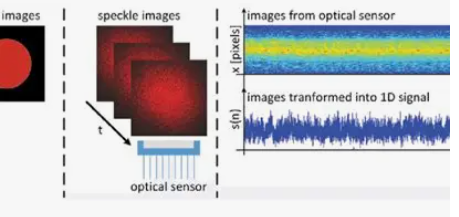 images
speckle images
t
optical sensor
images from optical sensor
x [pixels]
images tranformed into 1D signal
s(n)